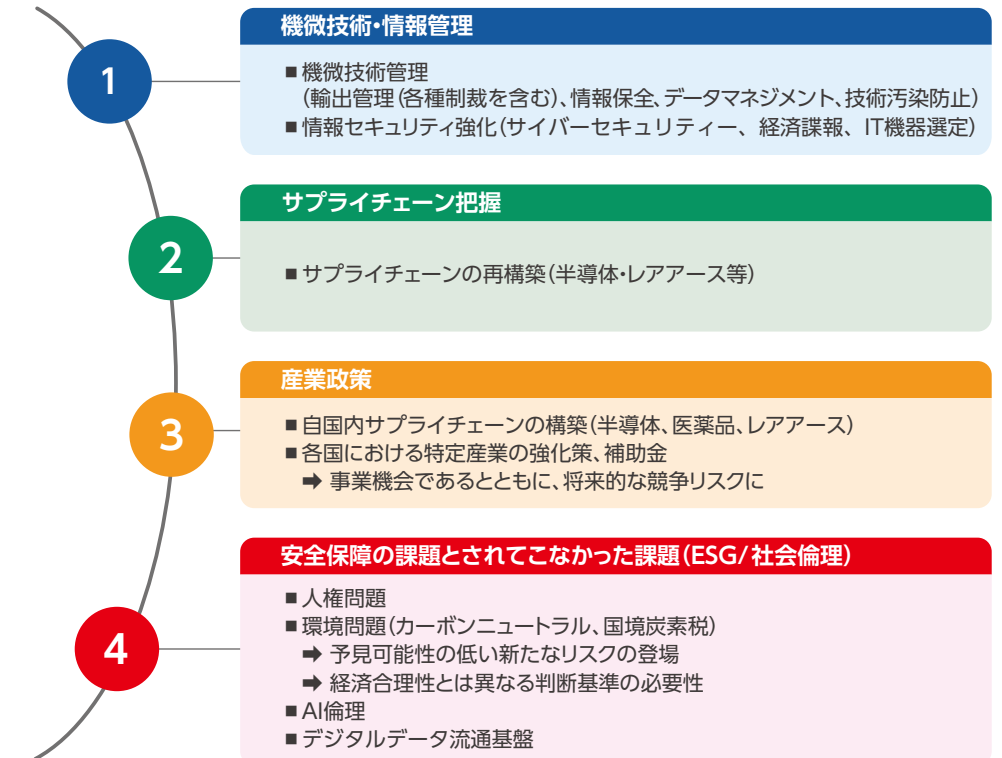 1
機微技術・情報管理
■機微技術管理
(輸出管理(各種制裁を含む)、情報保全、データマネジメント、技術汚染防止)
■情報セキュリティ強化(サイバーセキュリティー、経済諜報、IT機器選定)
2
サプライチェーン把握
■サプライチェーンの再構築(半導体・レアアース等)
3
産業政策
■自国内サプライチェーンの構築(半導体、医薬品、レアアース)
■各国における特定産業の強化策、補助金
➡ 事業機会であるとともに、将来的な競争リスクに
4
安全保障の課題とされてこなかった課題(ESG/社会倫理)
■人権問題
■環境問題(カーボンニュートラル、国境炭素税)
➡ 予見可能性の低い新たなリスクの登場
➡ 経済合理性とは異なる判断基準の必要性
■AI倫理
■デジタルデータ流通基盤